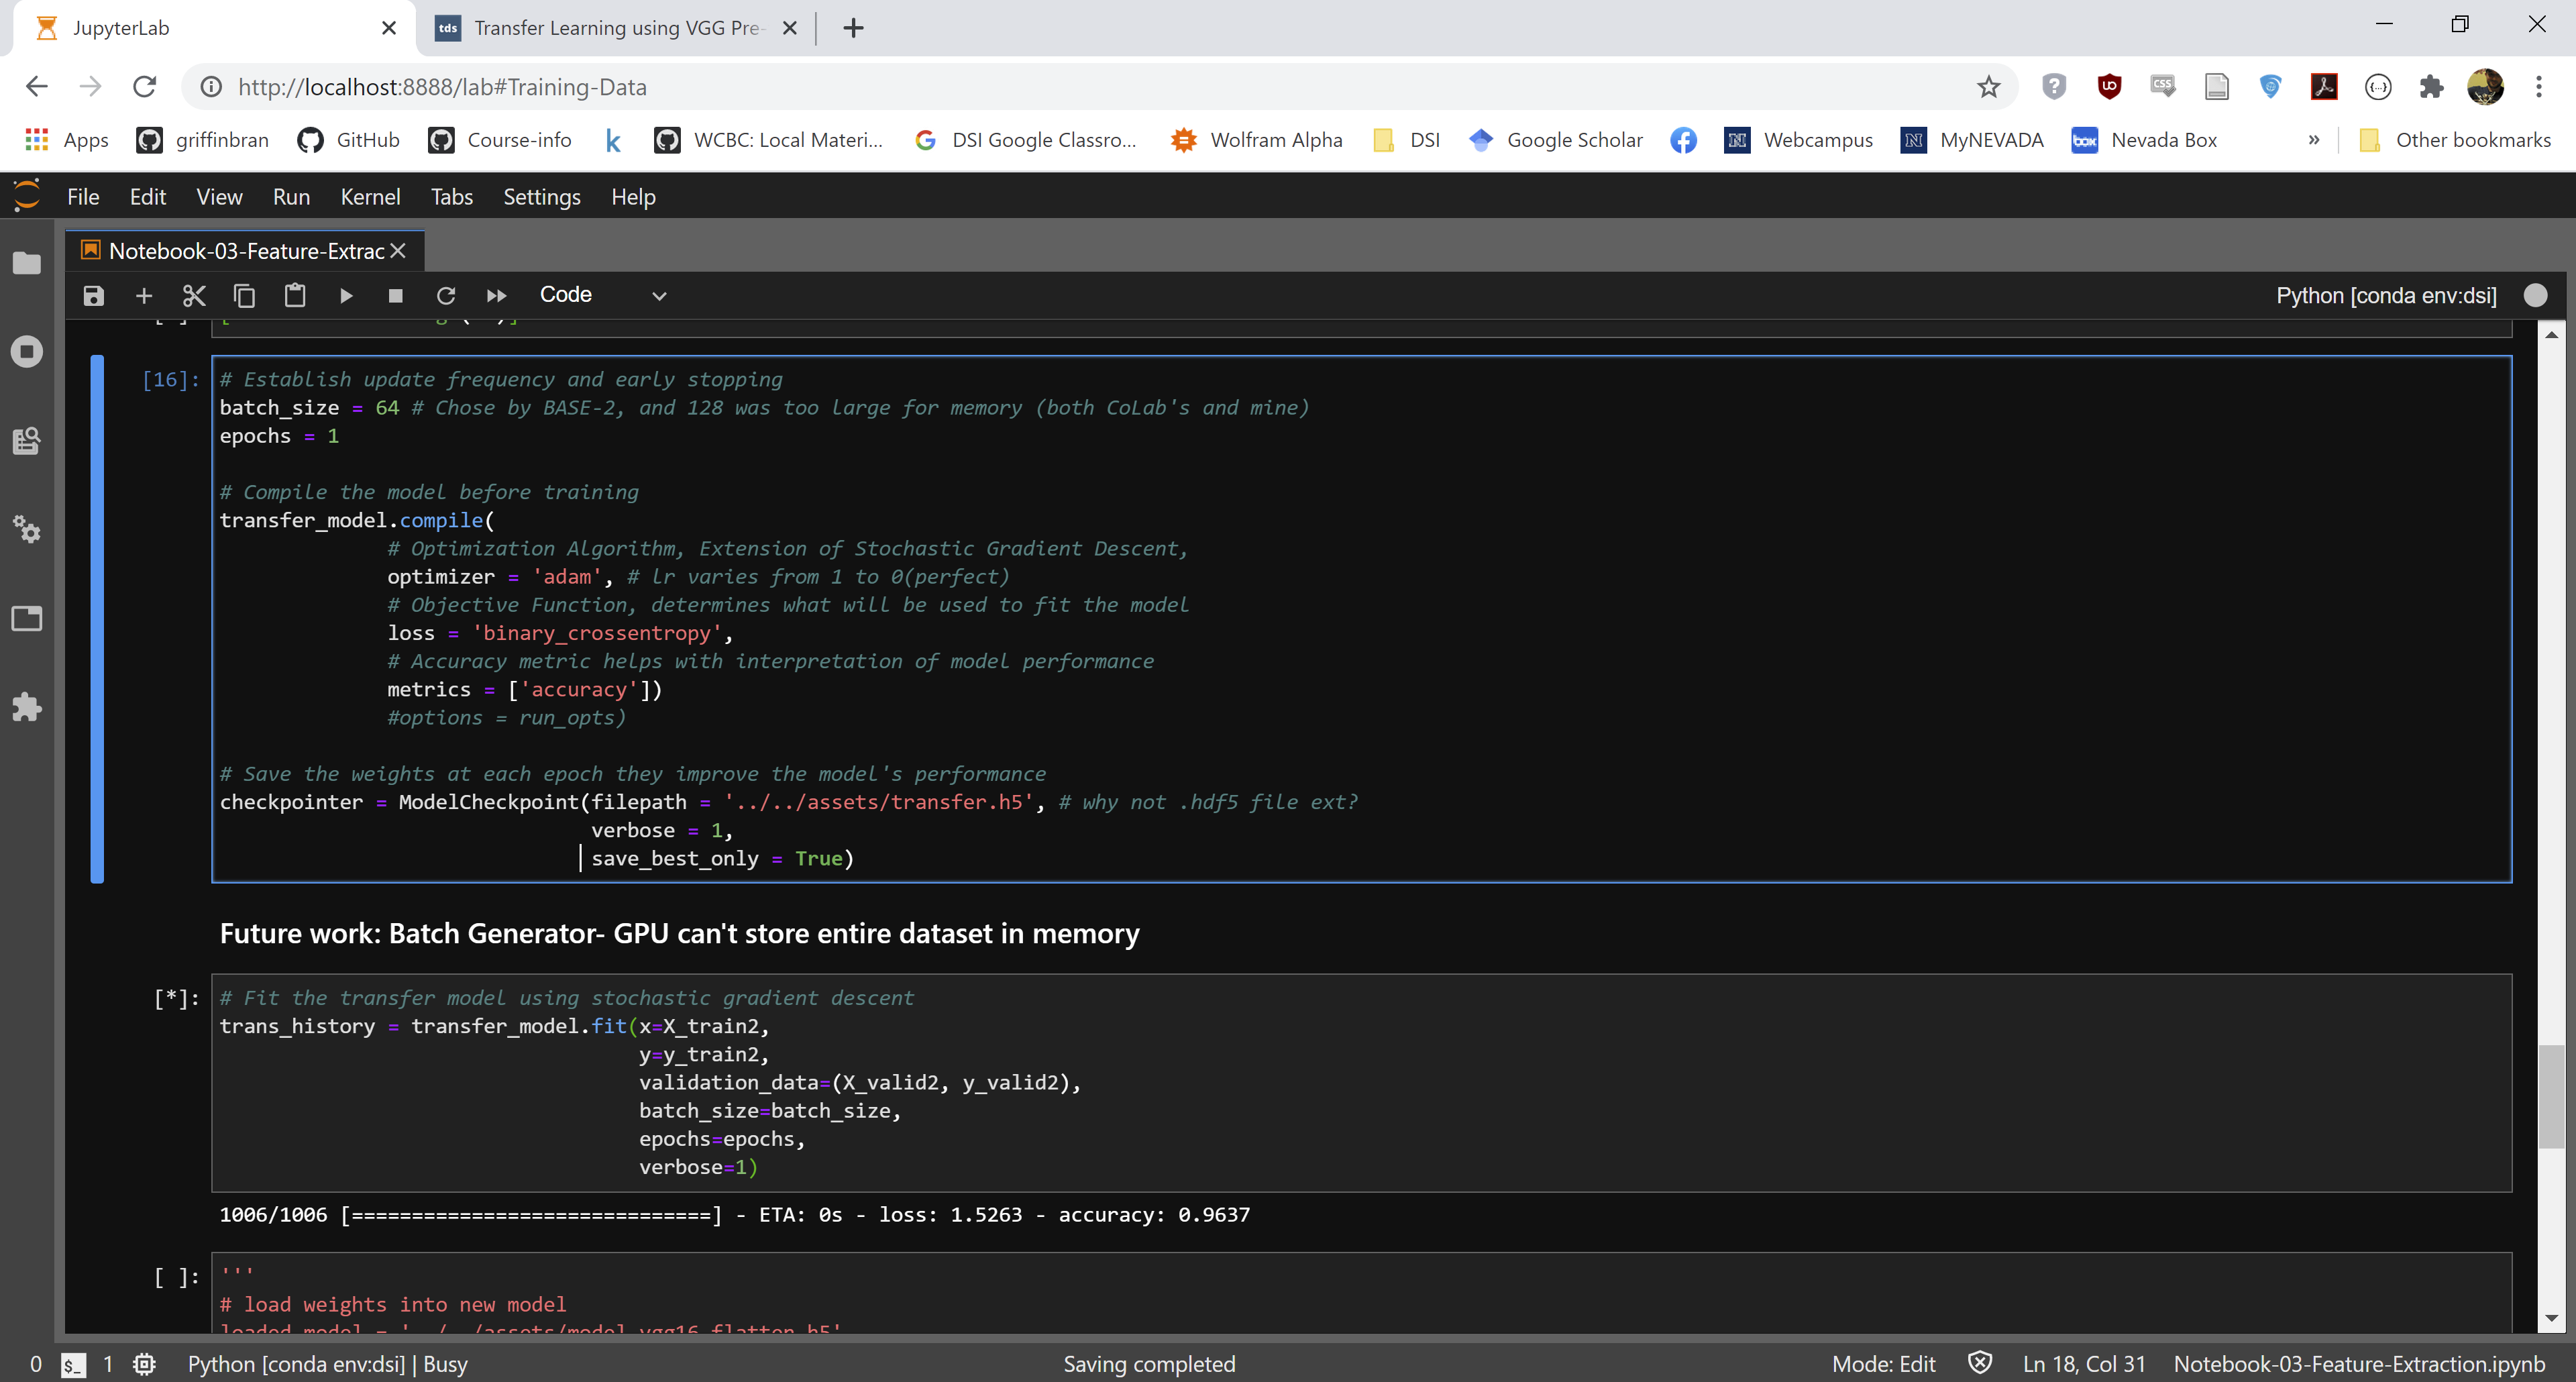 JupyterLab
tds Transfer Learning using VGG Pre-
http://localhost:8888/lab#Training-Data
Apps griffinbran GitHub Course-info k WCBC: Local Materi... DSI Google Classro... Wolfram Alpha DSI Google Scholar Webcampus MyNEVADA Nevada Box » Other bookmarks
File Edit View Run Kernel Tabs Settings Help
Notebook-03-Feature-Extrac
Code Python [conda env:dsi]
[16]: # Establish update frequency and early stopping
batch_size = 64 # Chose by BASE-2, and 128 was too large for memory (both CoLab's and mine)
epochs = 1
# Compile the model before training
transfer_model.compile(
# Optimization Algorithm, Extension of Stochastic Gradient Descent,
optimizer = 'adam', # lr varies from 1 to 0(perfect)
# Objective Function, determines what will be used to fit the model
loss = 'binary_crossentropy',
# Accuracy metric helps with interpretation of model performance
metrics = ['accuracy'])
#options = run_opts)
# Save the weights at each epoch they improve the model's performance
checkpointer = ModelCheckpoint(filepath = '../../assets/transfer.h5', # why not .hdf5 file ext?
verbose = 1,
save_best_only = True)
Future work: Batch Generator- GPU can't store entire dataset in memory
[*]: # Fit the transfer model using stochastic gradient descent
trans_history = transfer_model.fit(x=X_train2,
y=y_train2,
validation_data=(X_valid2, y_valid2),
batch_size=batch_size,
epochs=epochs,
verbose=1)
1006/1006 [==============================] - ETA: 0s - loss: 1.5263 - accuracy: 0.9637
[ ]: '''
# load weights into new model
loaded_model = '../../assets/model_vgg16_flatten.h5'
0 $_ 1 Python [conda env:dsi] | Busy Saving completed Mode: Edit Ln 18, Col 31 Notebook-03-Feature-Extraction.ipynb